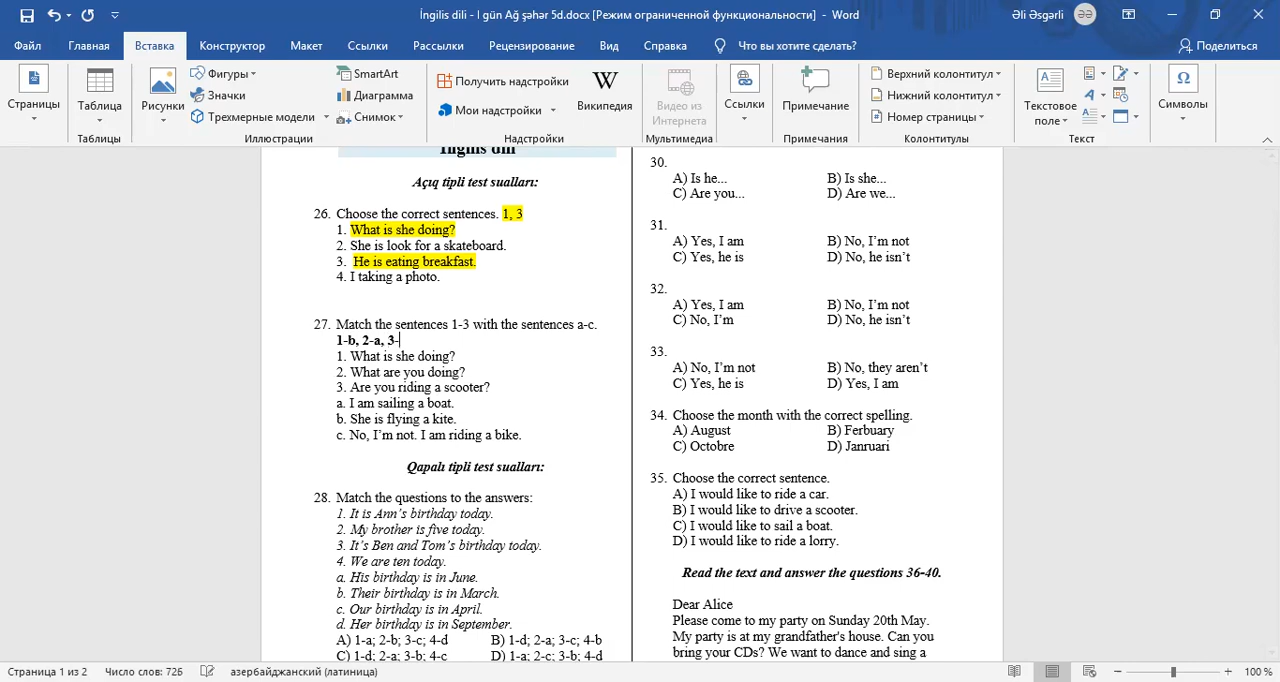 İngilis dili - I gün Ağ şəhər 5d.docx [Режим ограниченной функциональности] - Word
Əli Əsgərli
ƏƏ
Файл
Главная
Вставка
Конструктор
Макет
Ссылки
Рассылки
Рецензирование
Вид
Справка
Что вы хотите сделать?
Поделиться
Страницы
Таблица
Таблицы
Рисунки
Фигуры
Значки
Трехмерные модели
SmartArt
Диаграмма
Снимок
Иллюстрации
Получить надстройки
Мои надстройки
W
Википедия
Надстройки
Видео из
Интернета
Мультимедиа
Ссылки
Примечание
Примечания
Верхний колонтитул
Нижний колонтитул
Номер страницы
Колонтитулы
Текстовое
поле
Текст
Символы
İngilis dili
Açıq tipli test sualları:
26. Choose the correct sentences. 1, 3
1. What is she doing?
2. She is look for a skateboard.
3. He is eating breakfast.
4. I taking a photo.
27. Match the sentences 1-3 with the sentences a-c.
1-b, 2-a, 3-
1. What is she doing?
2. What are you doing?
3. Are you riding a scooter?
a. I am sailing a boat.
b. She is flying a kite.
c. No, I’m not. I am riding a bike.
Qapalı tipli test sualları:
28. Match the questions to the answers:
1. It is Ann’s birthday today.
2. My brother is five today.
3. It’s Ben and Tom’s birthday today.
4. We are ten today.
a. His birthday is in June.
b. Their birthday is in March.
c. Our birthday is in April.
d. Her birthday is in September.
A) 1-a; 2-b; 3-c; 4-d B) 1-d; 2-a; 3-c; 4-b
C) 1-d; 2-a; 3-b; 4-c D) 1-a; 2-c; 3-b; 4-d
30.
A) Is he... B) Is she...
C) Are you... D) Are we...
31.
A) Yes, I am B) No, I’m not
C) Yes, he is D) No, he isn’t
32.
A) Yes, I am B) No, I’m not
C) No, I’m D) No, he isn’t
33.
A) No, I’m not B) No, they aren’t
C) Yes, he is D) Yes, I am
34. Choose the month with the correct spelling.
A) August B) Ferbuary
C) Octobre D) Janruari
35. Choose the correct sentence.
A) I would like to ride a car.
B) I would like to drive a scooter.
C) I would like to sail a boat.
D) I would like to ride a lorry.
Read the text and answer the questions 36-40.
Dear Alice
Please come to my party on Sunday 20th May.
My party is at my grandfather's house. Can you
bring your CDs? We want to dance and sing a
Страница 1 из 2
Число слов: 726
азербайджанский (латиница)
100 %